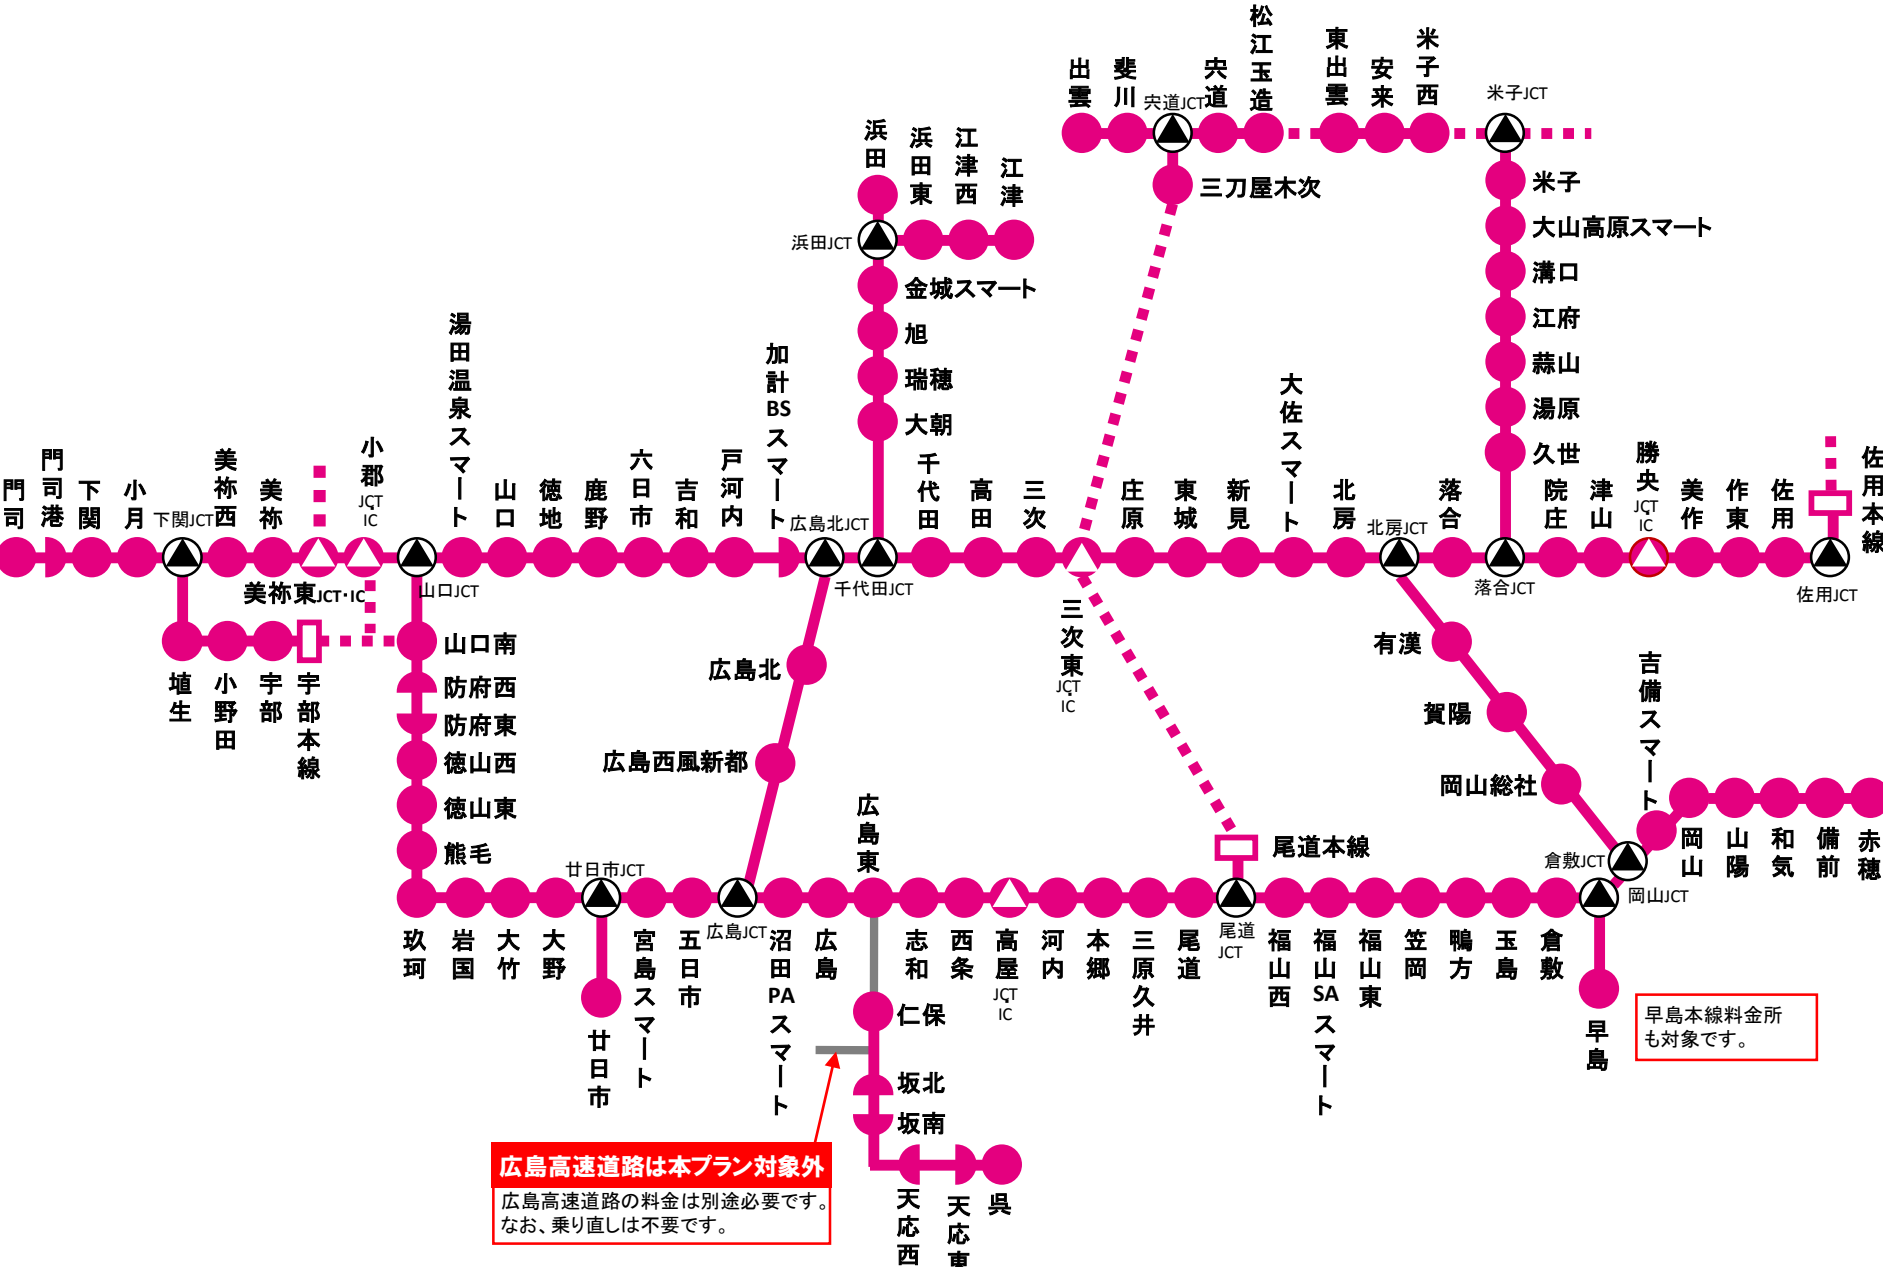 出雲
斐川
宍道JCT
宍道
松江玉造
東出雲
安来
米子西
米子JCT
三刀屋木次
米子
大山高原スマート
溝口
江府
蒜山
湯原
久世
浜田
浜田東
江津西
江津
浜田JCT
金城スマート
旭
瑞穂
大朝
門司
門司港
下関
小月
下関JCT
美祢西
美祢
美祢東JCT・IC
小郡
JCT・IC
山口JCT
湯田温泉スマート
山口
徳地
鹿野
六日市
吉和
戸河内
加計BSスマート
広島北JCT
千代田JCT
千代田
高田
三次
三次東
JCT・IC
庄原
東城
新見
大佐スマート
北房
北房JCT
落合
落合JCT
院庄
津山
勝央
JCT・IC
美作
作東
佐用
佐用JCT
佐用本線
埴生
小野田
宇部
宇部本線
山口南
防府西
防府東
徳山西
徳山東
熊毛
広島北
広島西風新都
有漢
賀陽
岡山総社
倉敷JCT
岡山JCT
吉備スマート
岡山
山陽
和気
備前
赤穂
玖珂
岩国
大竹
大野
廿日市JCT
廿日市
宮島スマート
五日市
広島JCT
沼田PAスマート
広島
広島東
志和
西条
高屋
JCT・IC
河内
本郷
三原久井
尾道
尾道JCT
尾道本線
福山西
福山SAスマート
福山東
笠岡
鴨方
玉島
倉敷
早島
早島本線料金所
も対象です。
仁保
坂北
坂南
天応西
天応東
呉
広島高速道路は本プラン対象外
広島高速道路の料金は別途必要です。
なお、乗り直しは不要です。